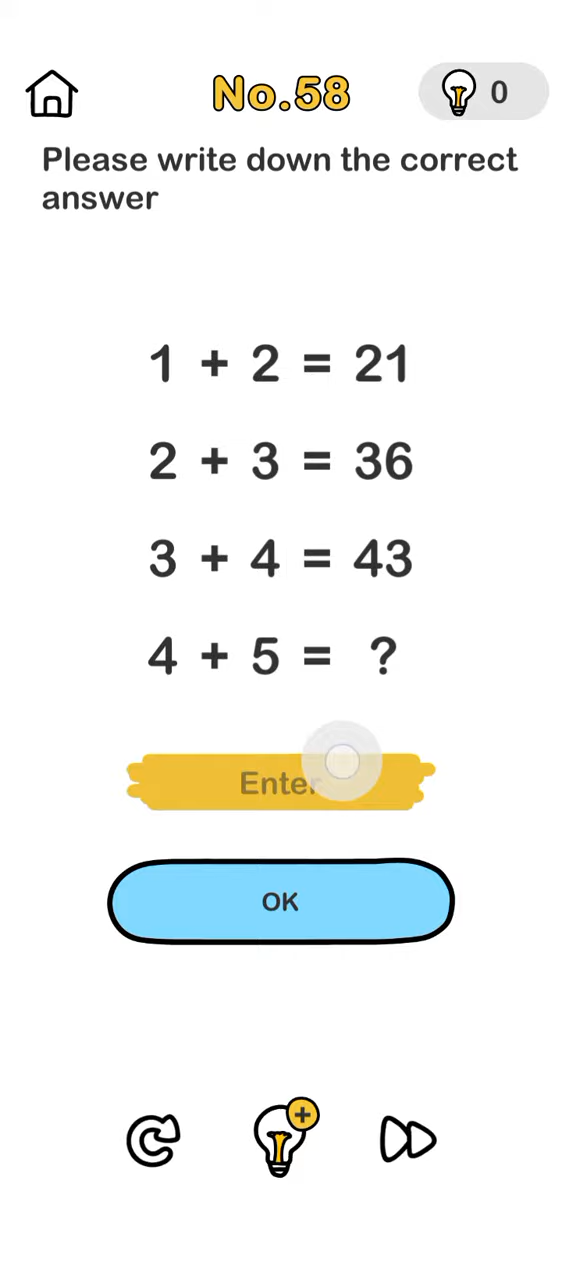 No.58
0
Please write down the correct
answer
1 + 2 = 21
2 + 3 = 36
3 + 4 = 43
4 + 5 = ?
Enter
OK